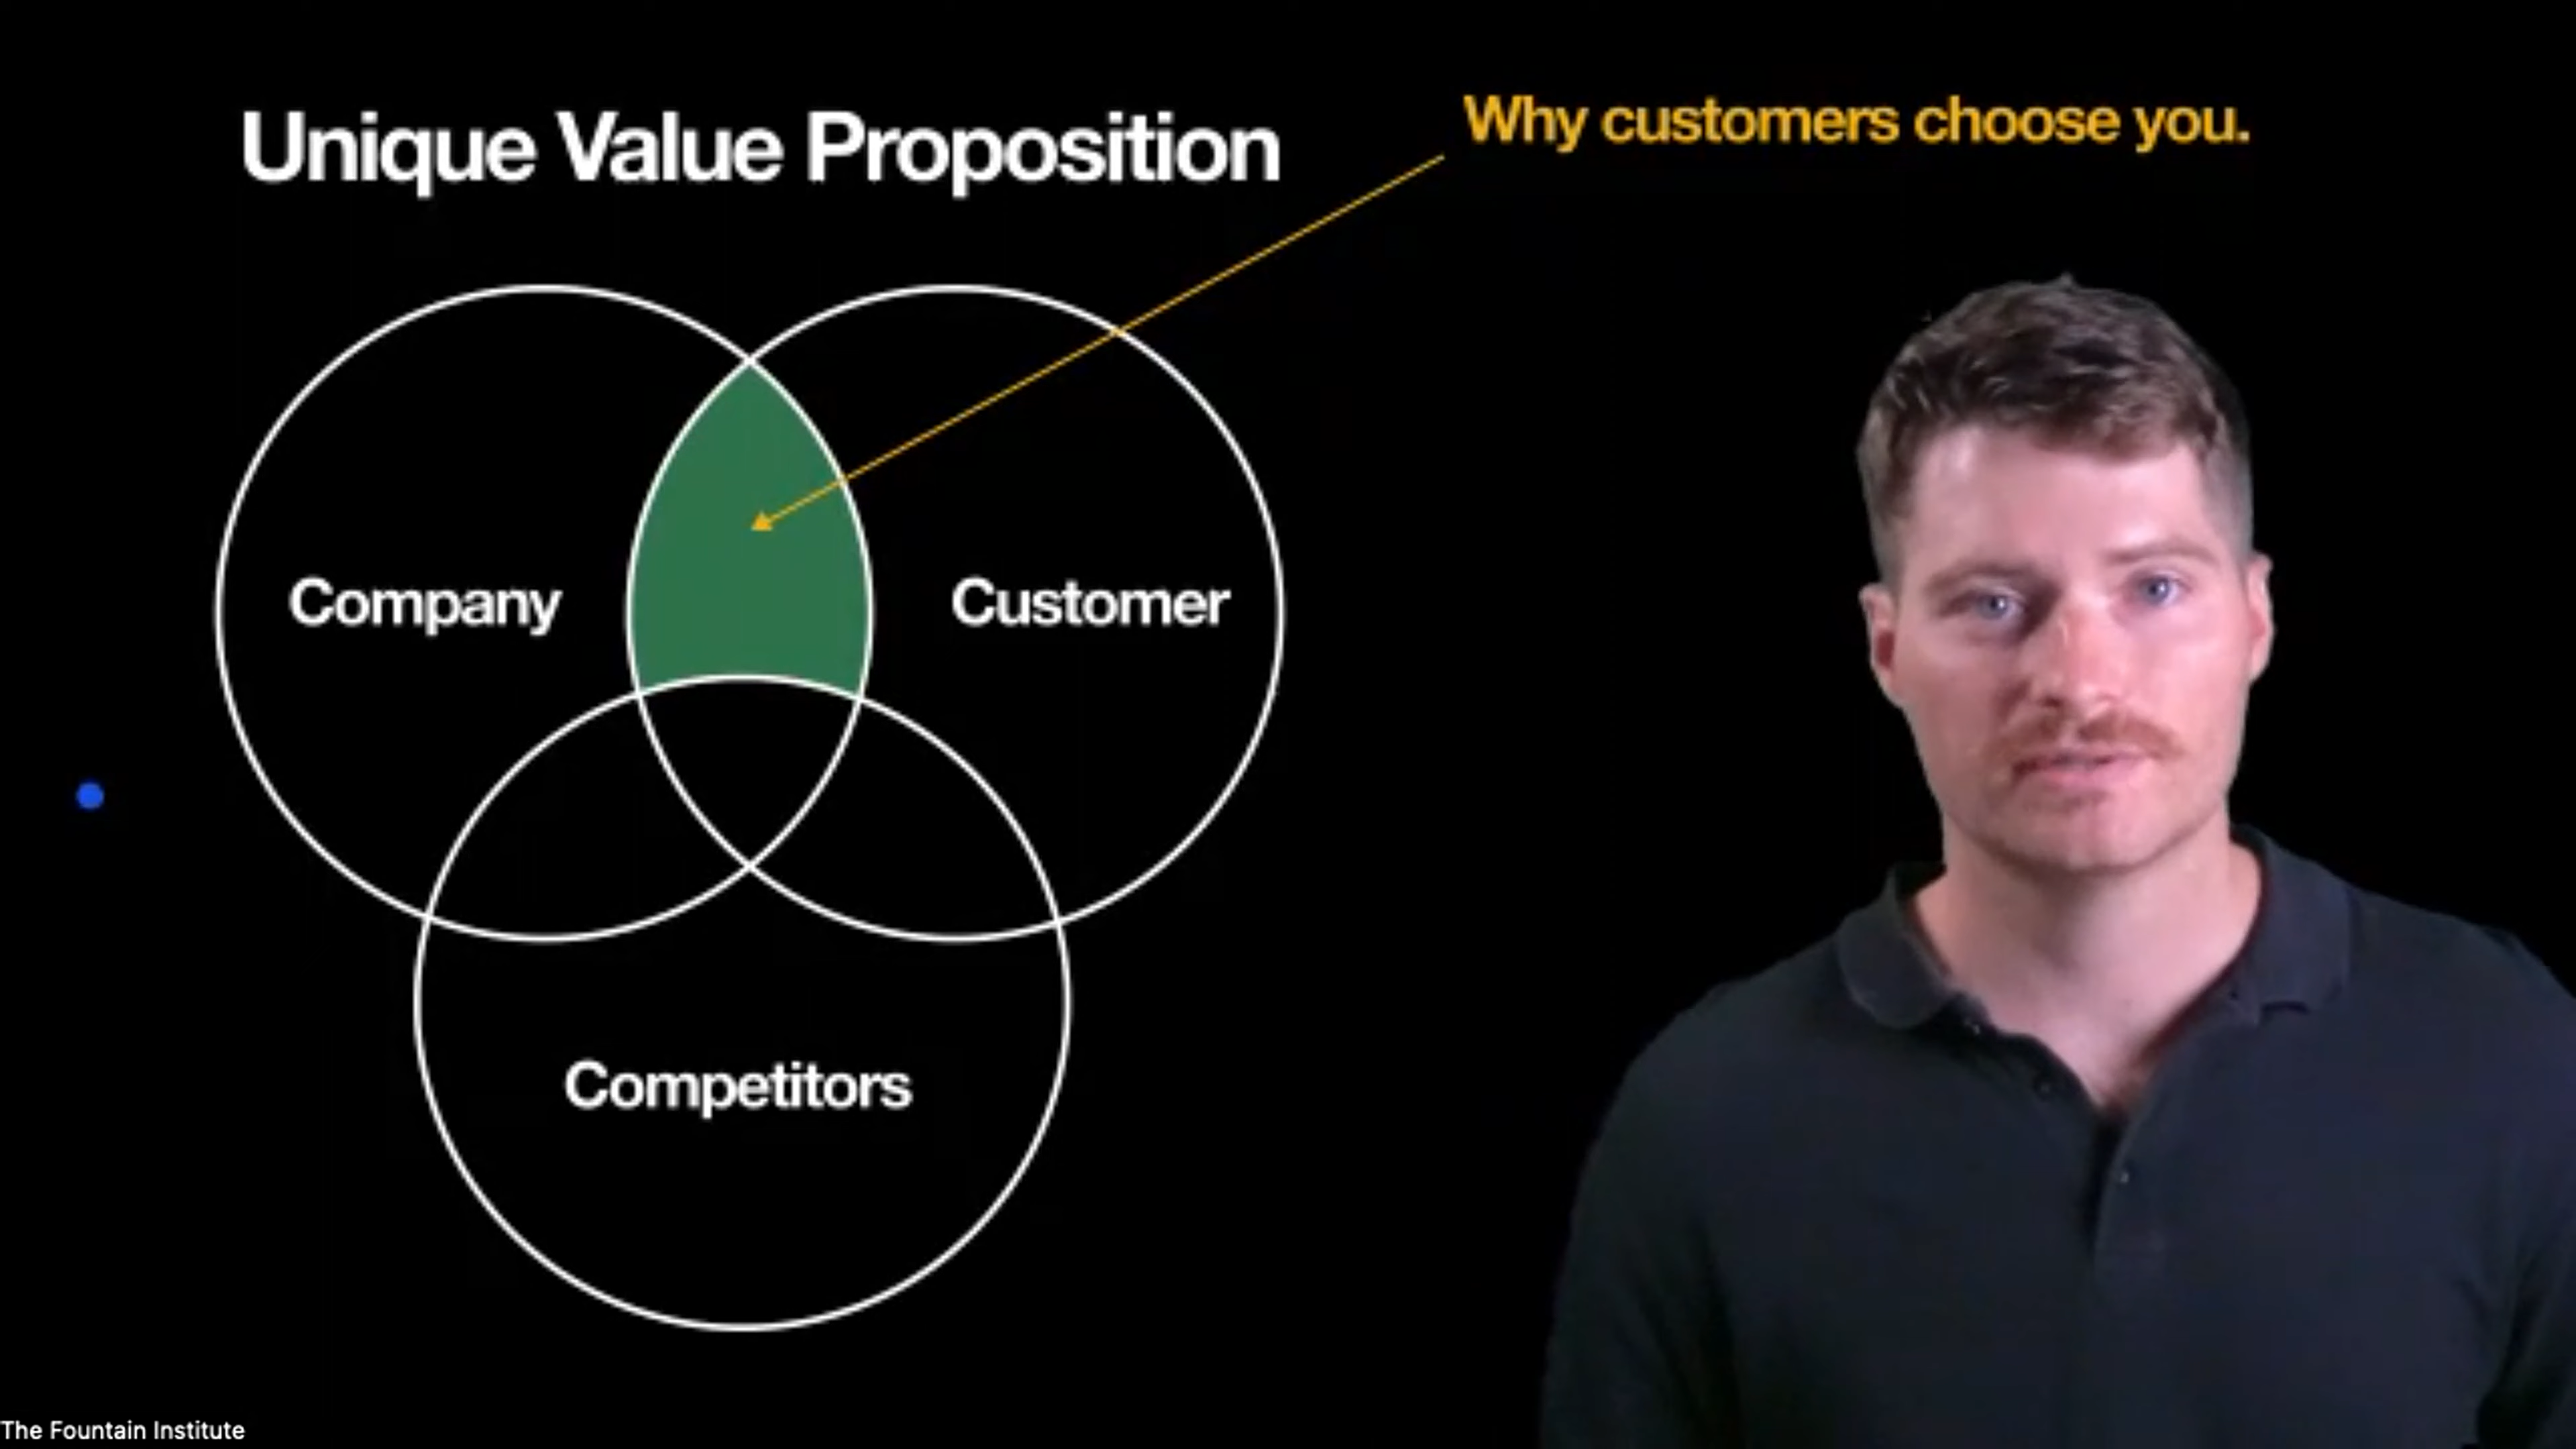 Unique Value Proposition
Why customers choose you.
Company
Customer
Competitors
The Fountain Institute